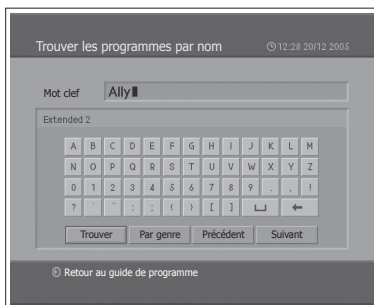 Trouver les programmes par nom 12:28 20/12 2005
Mot clef Ally
Extended 2
A B C D E F G H I J K L M
N O P Q R S T U V W X Y Z
0 1 2 3 4 5 6 7 8 9 . , !
? ' " : ; ( ) [ ]
Trouver Par genre Précédent Suivant
Retour au guide de programme